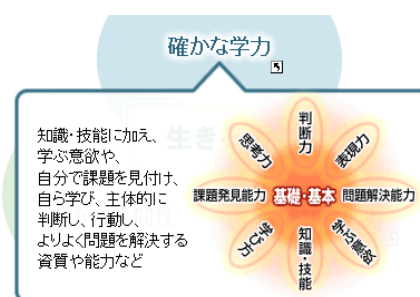 確かな学力
知識・技能に加え、
学ぶ意欲や、
自分で課題を見付け、
自ら学び、主体的に
判断し、行動し、
よりよく問題を解決する
資質や能力など
判断力
思考力
表現力
課題発見能力
基礎・基本
問題解決能力
学び方
知識・技能
学ぶ意欲
生き
性